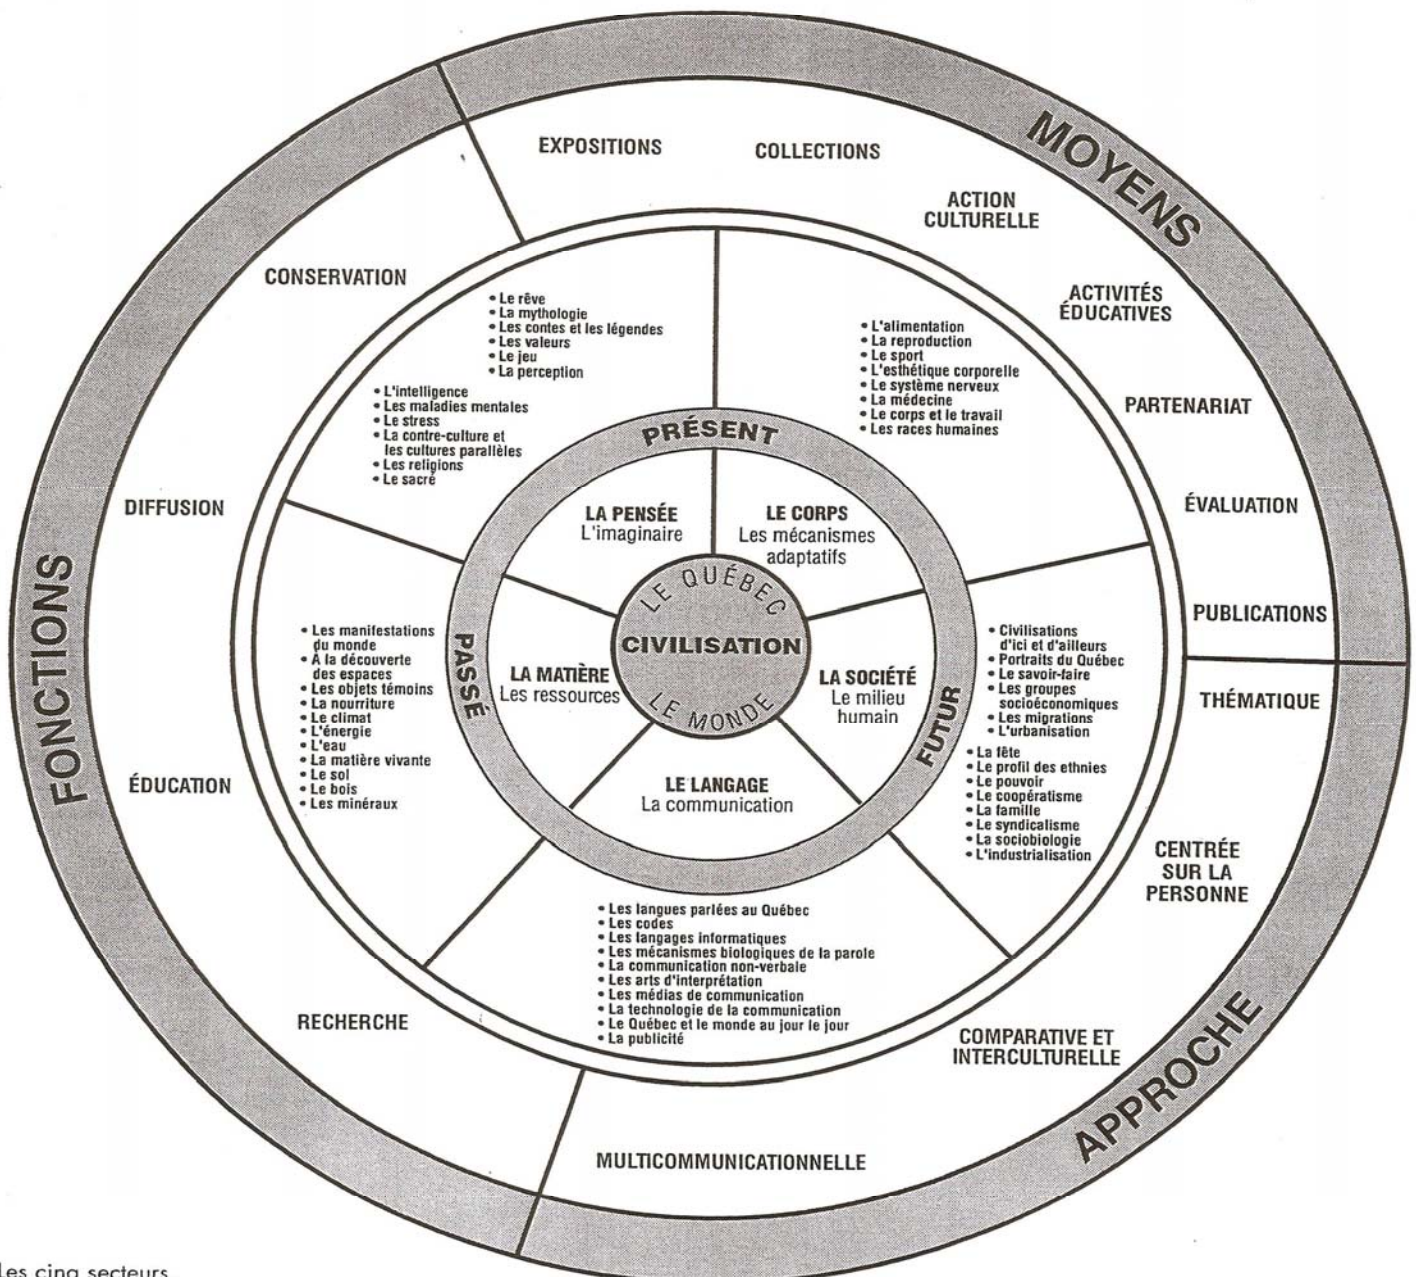 MOYENS
EXPOSITIONS
COLLECTIONS
ACTION
CULTURELLE
ACTIVITÉS
ÉDUCATIVES
PARTENARIAT
ÉVALUATION
PUBLICATIONS
APPROCHE
THÉMATIQUE
CENTRÉE
SUR LA
PERSONNE
COMPARATIVE ET
INTERCULTURELLE
MULTICOMMUNICATIONNELLE
FONCTIONS
CONSERVATION
DIFFUSION
ÉDUCATION
RECHERCHE
• Le rêve
• La mythologie
• Les contes et les légendes
• Les valeurs
• Le jeu
• La perception
• L'intelligence
• Les maladies mentales
• Le stress
• La contre-culture et
les cultures parallèles
• Les religions
• Le sacré
• L'alimentation
• La reproduction
• Le sport
• L'esthétique corporelle
• Le système nerveux
• La médecine
• Le corps et le travail
• Les races humaines
• Civilisations
d'ici et d'ailleurs
• Portraits du Québec
• Le savoir-faire
• Les groupes
socioéconomiques
• Les migrations
• L'urbanisation
• La fête
• Le profil des ethnies
• Le pouvoir
• Le coopératisme
• La famille
• Le syndicalisme
• La sociobiologie
• L'industrialisation
• Les langues parlées au Québec
• Les codes
• Les langages informatiques
• Les mécanismes biologiques de la parole
• La communication non-verbale
• Les arts d'interprétation
• Les médias de communication
• La technologie de la communication
• Le Québec et le monde au jour le jour
• La publicité
• Les manifestations
du monde
• À la découverte
des espaces
• Les objets témoins
• La nourriture
• Le climat
• L'énergie
• L'eau
• La matière vivante
• Le sol
• Le bois
• Les minéraux
PRÉSENT
PASSÉ
FUTUR
LA PENSÉE
L'imaginaire
LE CORPS
Les mécanismes
adaptatifs
LA SOCIÉTÉ
Le milieu
humain
LE LANGAGE
La communication
LA MATIÈRE
Les ressources
LE QUÉBEC
CIVILISATION
LE MONDE
Les cinq secteurs